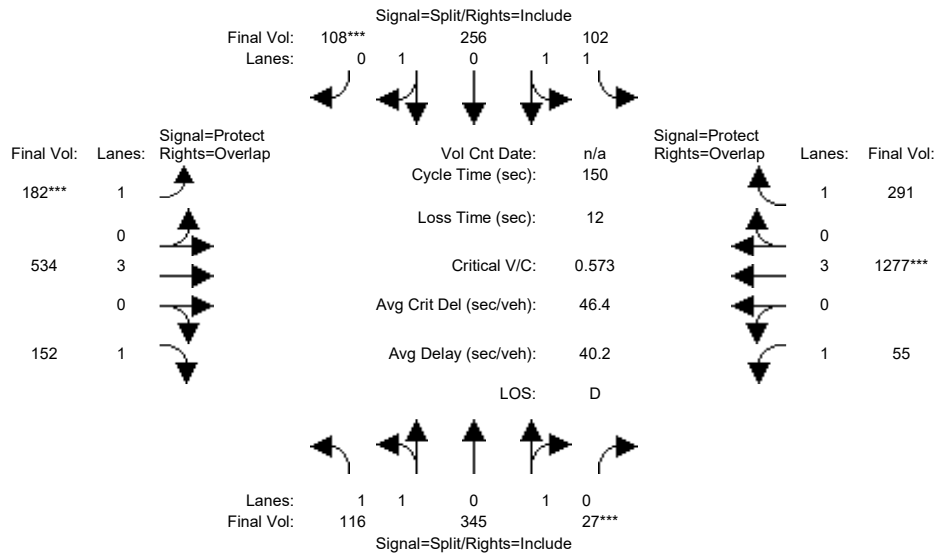 Signal=Split/Rights=Include
Final Vol: 108*** 256 102
Lanes: 0 1 0 1 1
Signal=Protect
Final Vol: Lanes: Rights=Overlap
Vol Cnt Date: n/a
Signal=Protect
Rights=Overlap Lanes: Final Vol:
Cycle Time (sec): 150
182*** 1
1 291
Loss Time (sec): 12
0
0
534 3
Critical V/C: 0.573
3 1277***
0
Avg Crit Del (sec/veh): 46.4
0
152 1
Avg Delay (sec/veh): 40.2
1 55
LOS: D
Lanes: 1 1 0 1 0
Final Vol: 116 345 27***
Signal=Split/Rights=Include